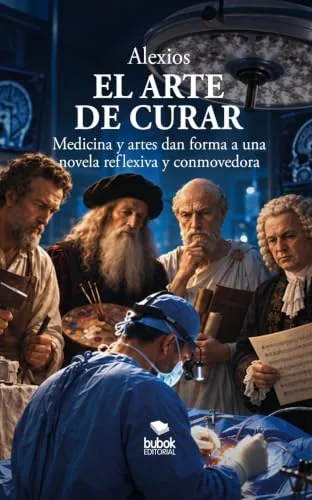 Alexios
EL ARTE
DE CURAR
Medicina y artes dan forma a una
novela reflexiva y conmovedora
bubok
EDITORIAL